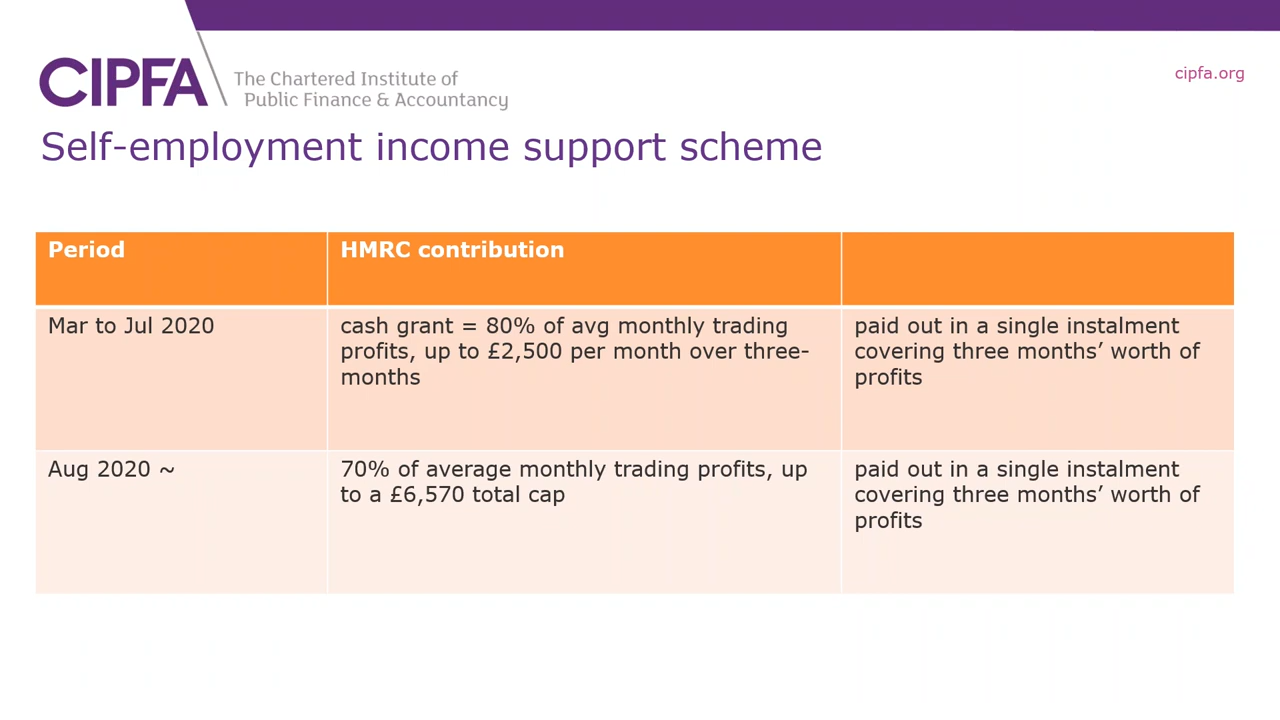 CIPFA
The Chartered Institute of
Public Finance & Accountancy
cipfa.org
Self-employment income support scheme
Period
HMRC contribution
Mar to Jul 2020
cash grant = 80% of avg monthly trading
profits, up to £2,500 per month over three-
months
paid out in a single instalment
covering three months’ worth of
profits
Aug 2020 ~
70% of average monthly trading profits, up
to a £6,570 total cap
paid out in a single instalment
covering three months’ worth of
profits